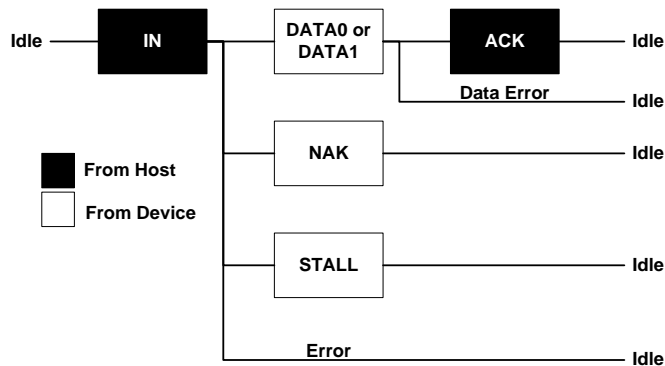 Idle
IN
DATA0 or
DATA1
ACK
Idle
Data Error
Idle
NAK
Idle
From Host
From Device
STALL
Idle
Error
Idle